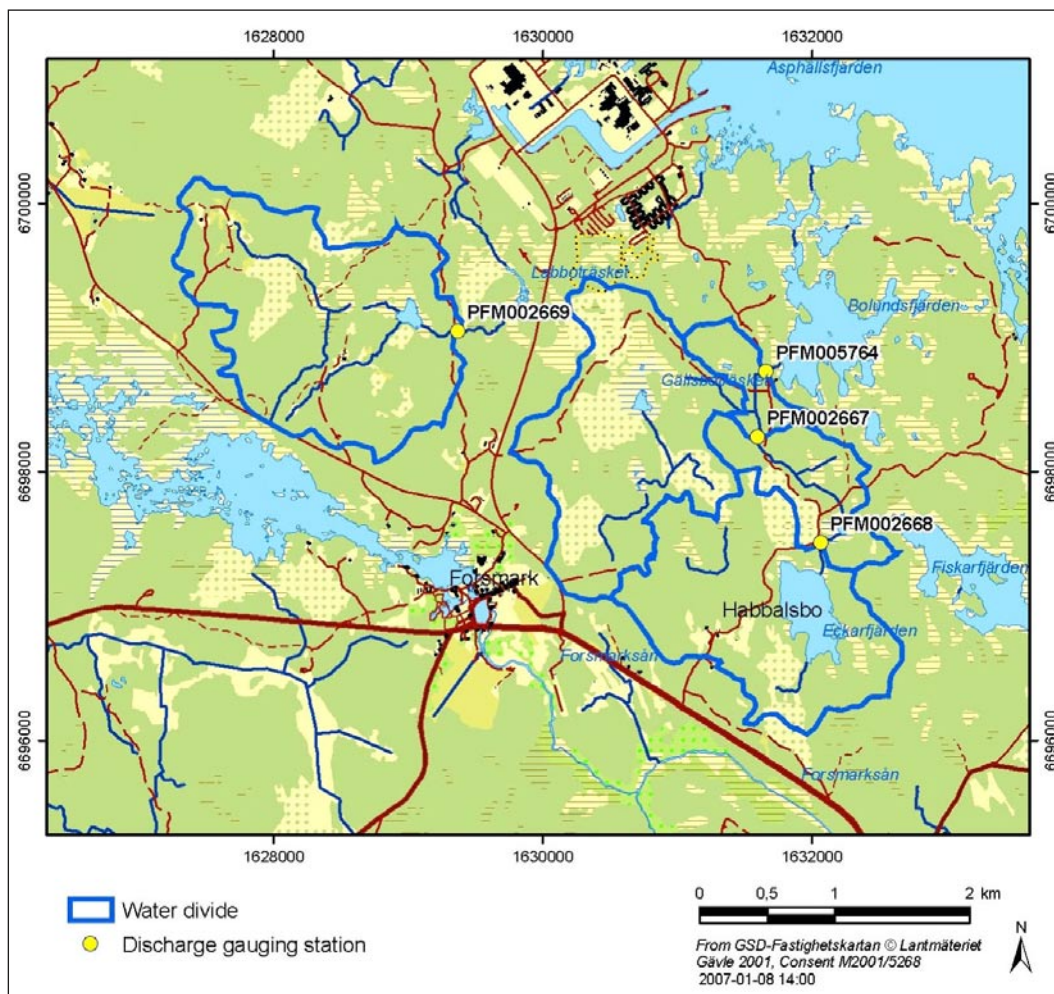 1628000 1630000 1632000
Asphällsfjärden
6700000 6700000
Labboträsket
Bolundsfjärden
PFM002669
PFM005764
PFM002667
6698000 6698000
PFM002668
Forsmark
Fiskarfjärden
Habbalsbo
Eckarfjärden
Forsmarksån
6696000 6696000
Forsmarksån
1628000 1630000 1632000
Water divide
Discharge gauging station
0 0,5 1 2 km
From GSD-Fastighetskartan © Lantmäteriet
Gävle 2001, Consent M2001/5268
2007-01-08 14:00
N